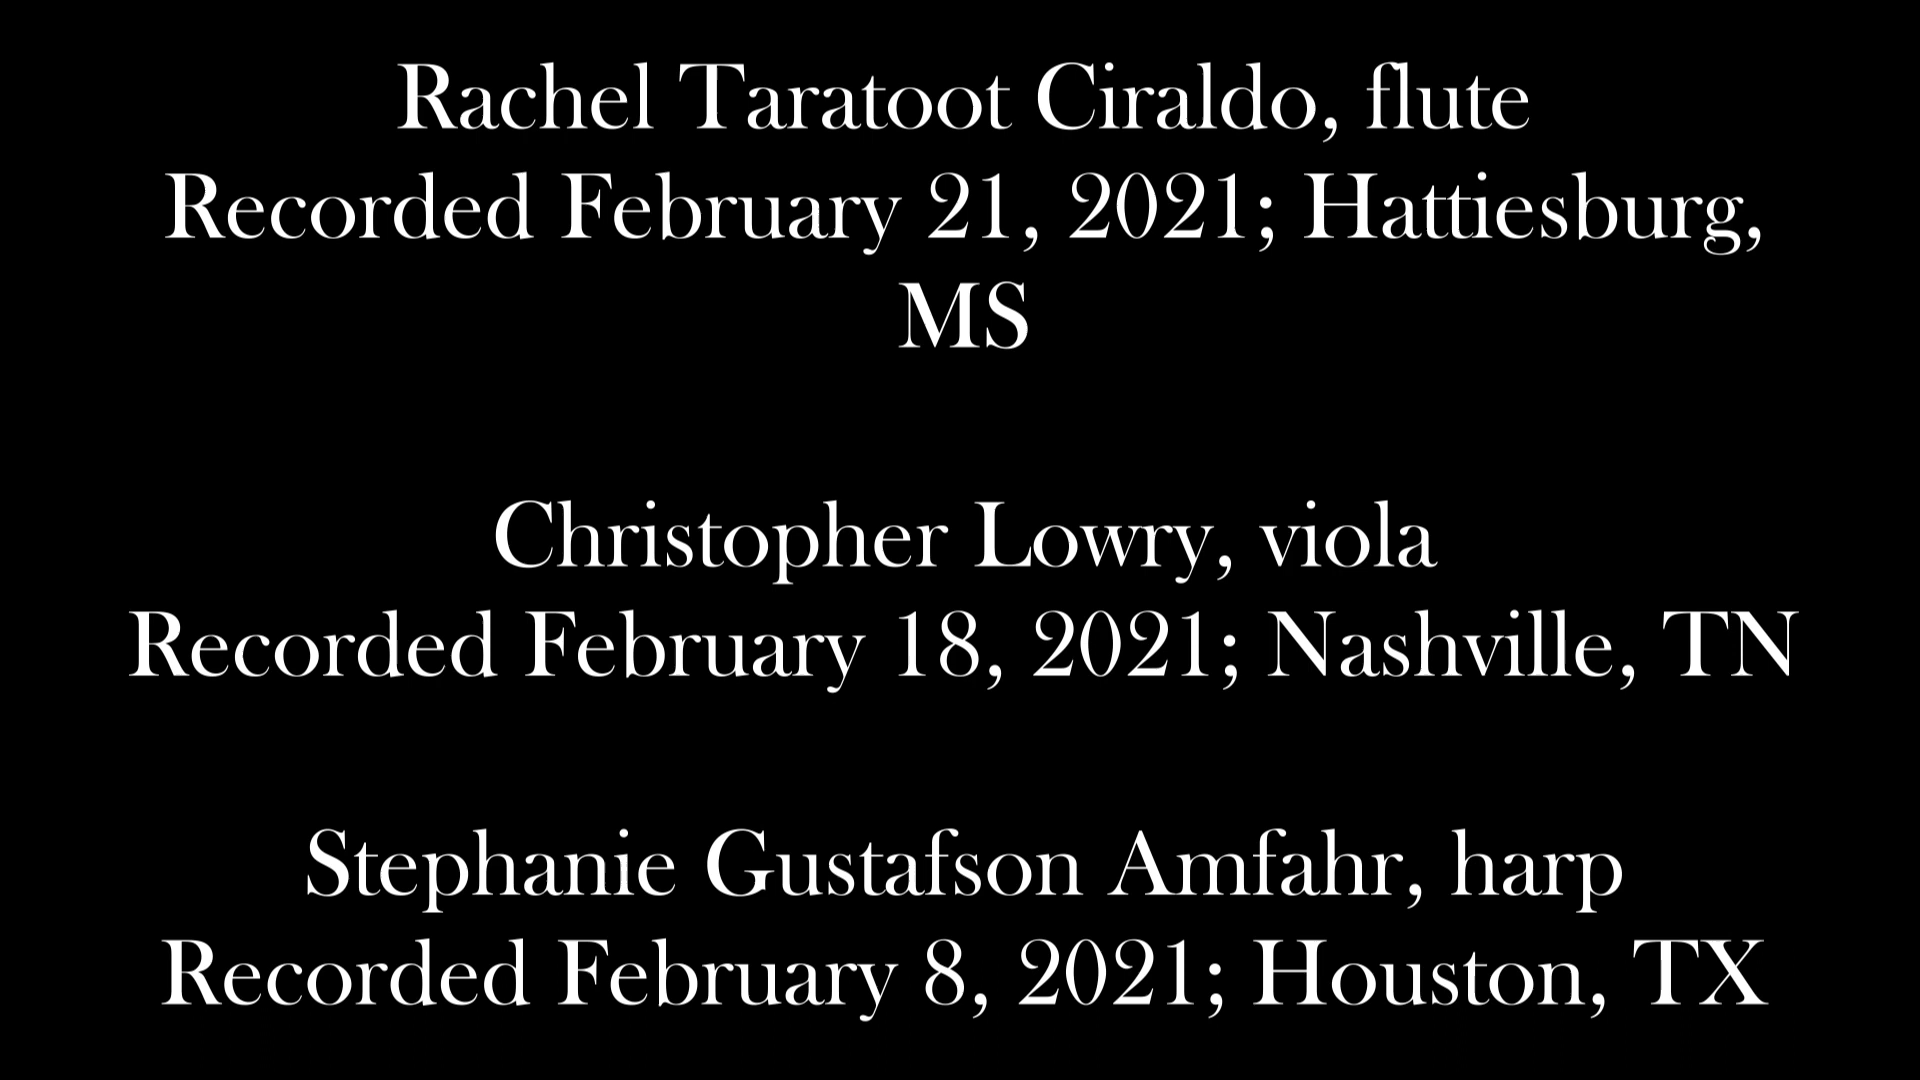 Rachel Taratoot Ciraldo, flute
Recorded February 21, 2021; Hattiesburg,
MS
Christopher Lowry, viola
Recorded February 18, 2021; Nashville, TN
Stephanie Gustafson Amfahr, harp
Recorded February 8, 2021; Houston, TX